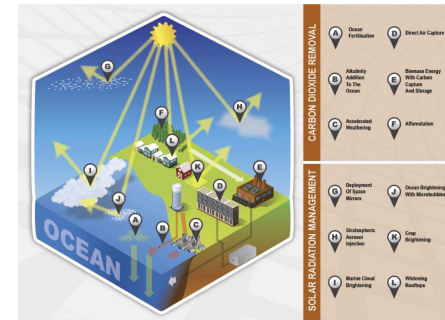 G
F
H
L
I
K
D
E
J
A
B
C
OCEAN
CARBON DIOXIDE REMOVAL
A
Ocean
Fertilisation
D
Direct Air Capture
B
Alkalinity
Addition
To The
Ocean
E
Biomass Energy
With Carbon
Capture
And Storage
C
Accelerated
Weathering
F
Afforestation
SOLAR RADIATION MANAGEMENT
G
Deployment
Of Space
Mirrors
J
Ocean Brightening
With Microbubbles
H
Stratospheric
Aerosol
Injection
K
Crop
Brightening
I
Marine Cloud
Brightening
L
Whitening
Rooftops